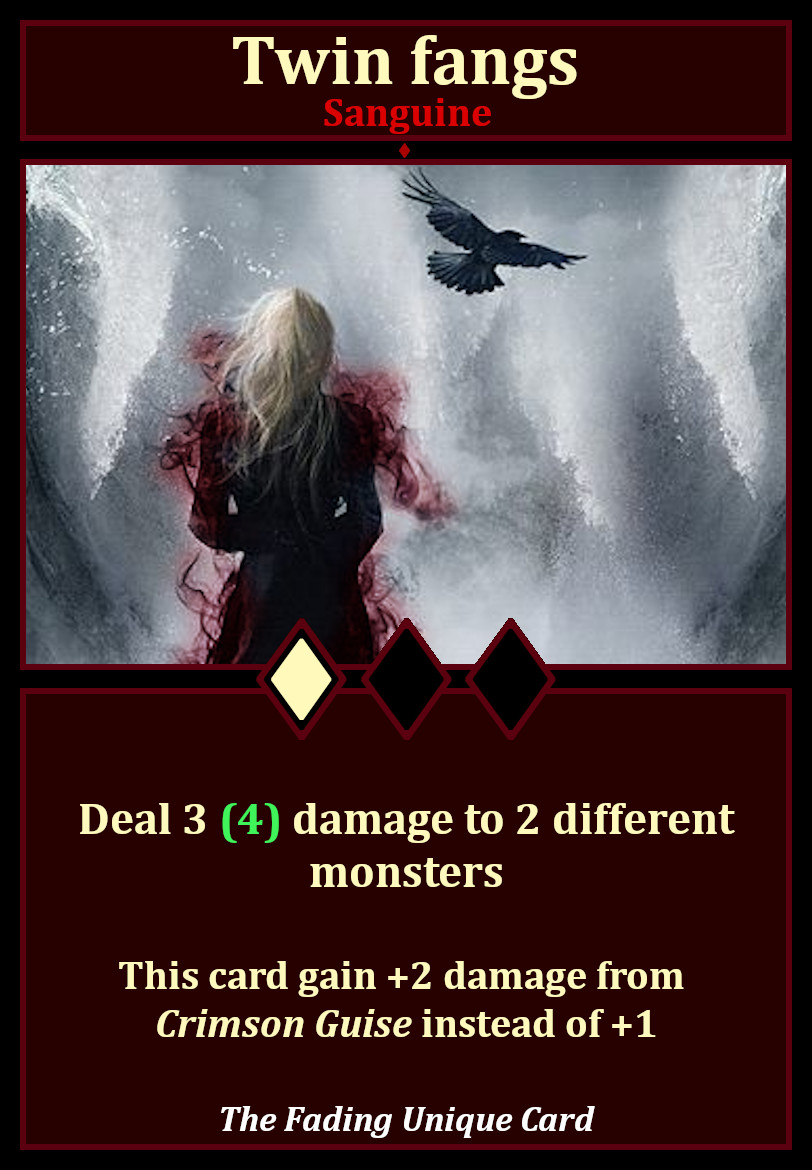 Twin fangs
Sanguine
Deal 3 (4) damage to 2 different
monsters
This card gain +2 damage from
Crimson Guise instead of +1
The Fading Unique Card